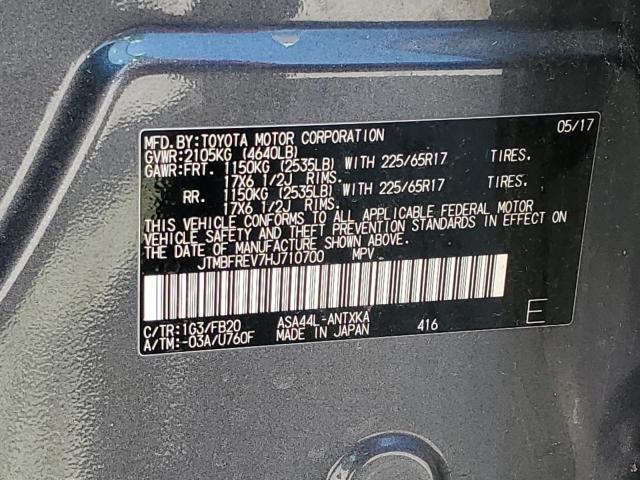 MFD.BY:TOYOTA MOTOR CORPORATION 05/17
GVWR:2105KG (4640LB)
GAWR:FRT. 1150KG (2535LB) WITH 225/65R17 TIRES.
17X6 1/2J RIMS.
RR. 1150KG (2535LB) WITH 225/65R17 TIRES.
17X6 1/2J RIMS.
THIS VEHICLE CONFORMS TO ALL APPLICABLE FEDERAL MOTOR
VEHICLE SAFETY AND THEFT PREVENTION STANDARDS IN EFFECT ON
THE DATE OF MANUFACTURE SHOWN ABOVE.
JTMBFREV7HJ710700 MPV
C/TR:1G3/FB20 ASA44L-ANTXKA
A/TM:-03A/U760F MADE IN JAPAN 416 E